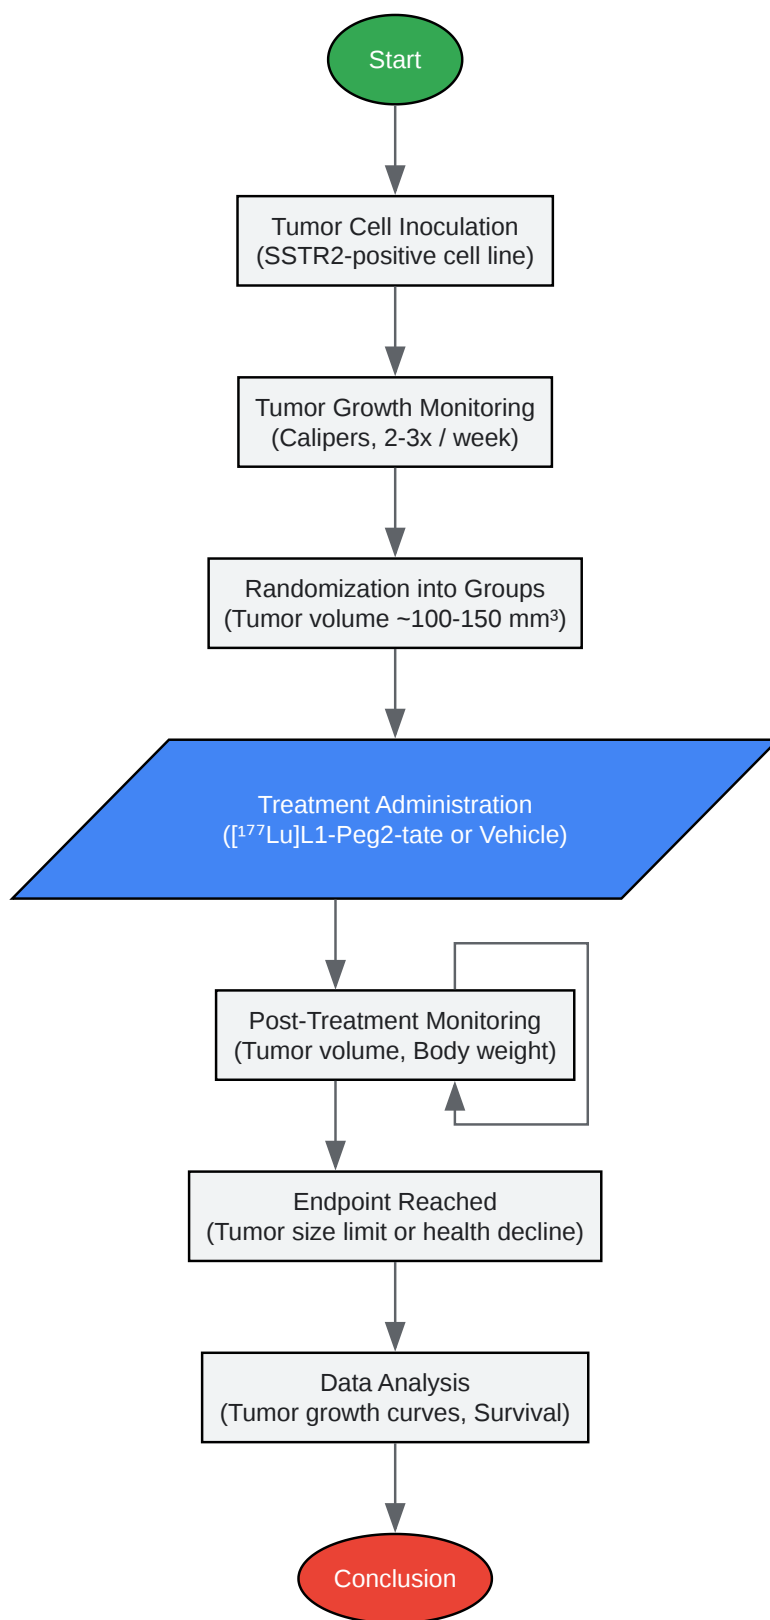 Start
Tumor Cell Inoculation
(SSTR2-positive cell line)
Tumor Growth Monitoring
(Calipers, 2-3x / week)
Randomization into Groups
(Tumor volume ~100-150 mm³)
Treatment Administration
([¹⁷⁷Lu]L1-Peg2-tate or Vehicle)
Post-Treatment Monitoring
(Tumor volume, Body weight)
Endpoint Reached
(Tumor size limit or health decline)
Data Analysis
(Tumor growth curves, Survival)
Conclusion